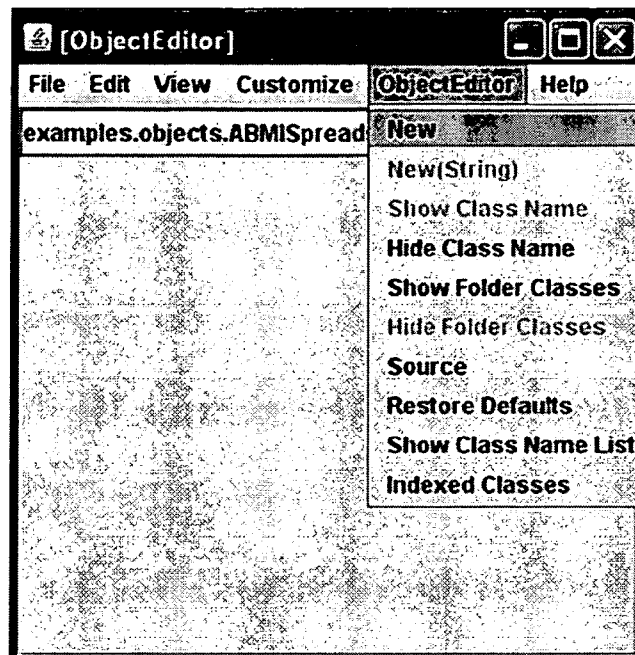 [ObjectEditor]
File Edit View Customize ObjectEditor Help
examples.objects.ABMISpread
New
New(String)
Show Class Name
Hide Class Name
Show Folder Classes
Hide Folder Classes
Source
Restore Defaults
Show Class Name List
Indexed Classes